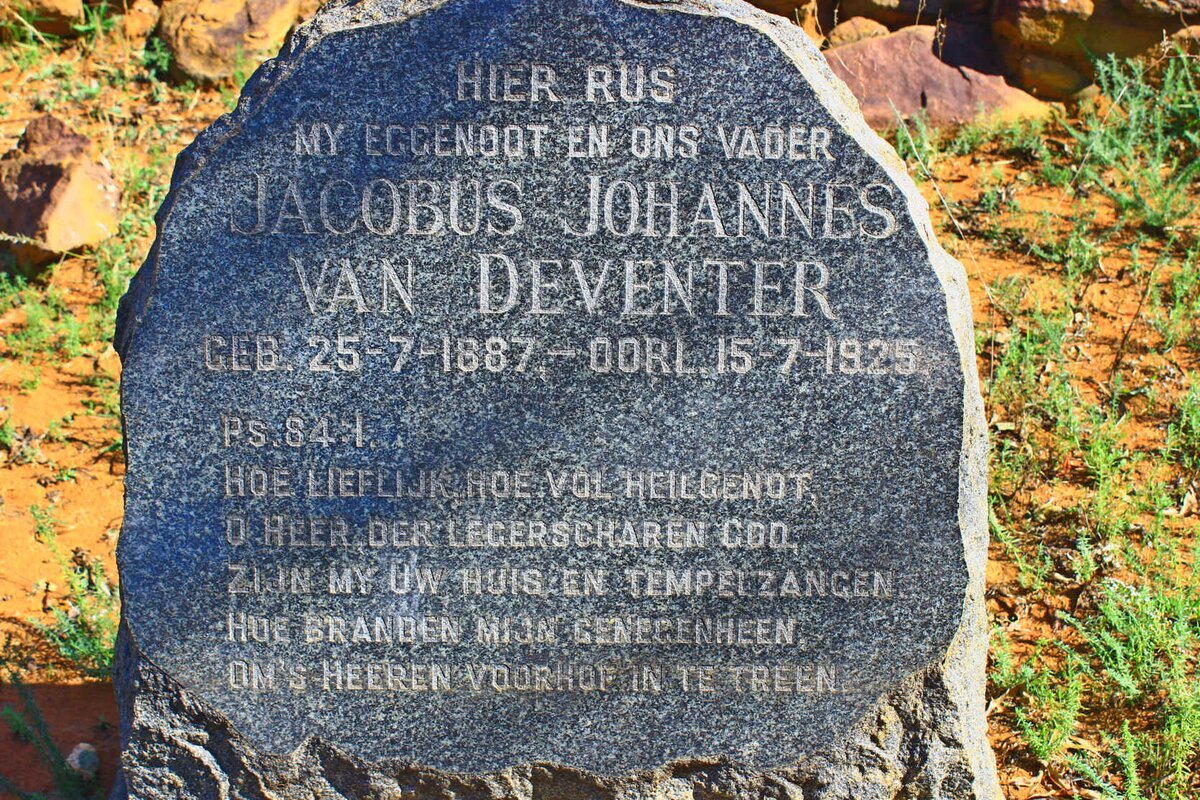 HIER RUS
MY EGGENOOT EN ONS VADER
JACOBUS JOHANNES
VAN DEVENTER
GEB. 25-7-1887. – OORL. 15-7-1925.
PS. 84:1.
HOE LIEFLIJK, HOE VOL HEILGENOT,
O HEER, DER LEGERSCHAREN GOD,
ZIJN MY UW HUIS EN TEMPELZANGEN.
HOE BRANDEN MIJN GENEGENHEEN,
OM'S HEEREN VOORHOF IN TE TREEN.